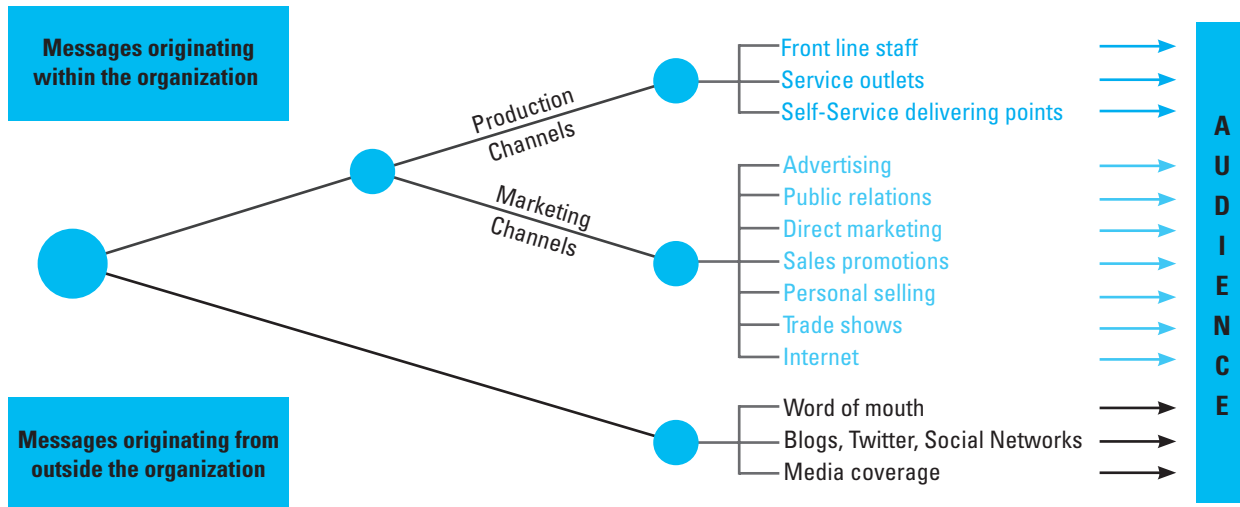 Messages originating
within the organization
Production
Channels
Marketing
Channels
Messages originating from
outside the organization
Front line staff
Service outlets
Self-Service delivering points
Advertising
Public relations
Direct marketing
Sales promotions
Personal selling
Trade shows
Internet
Word of mouth
Blogs, Twitter, Social Networks
Media coverage
A
U
D
I
E
N
C
E